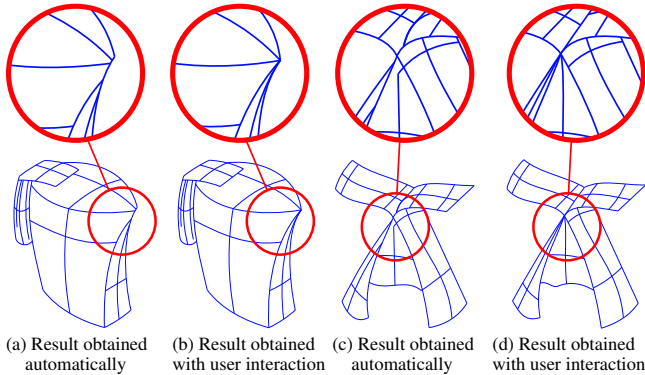 (a) Result obtained
automatically
(b) Result obtained
with user interaction
(c) Result obtained
automatically
(d) Result obtained
with user interaction